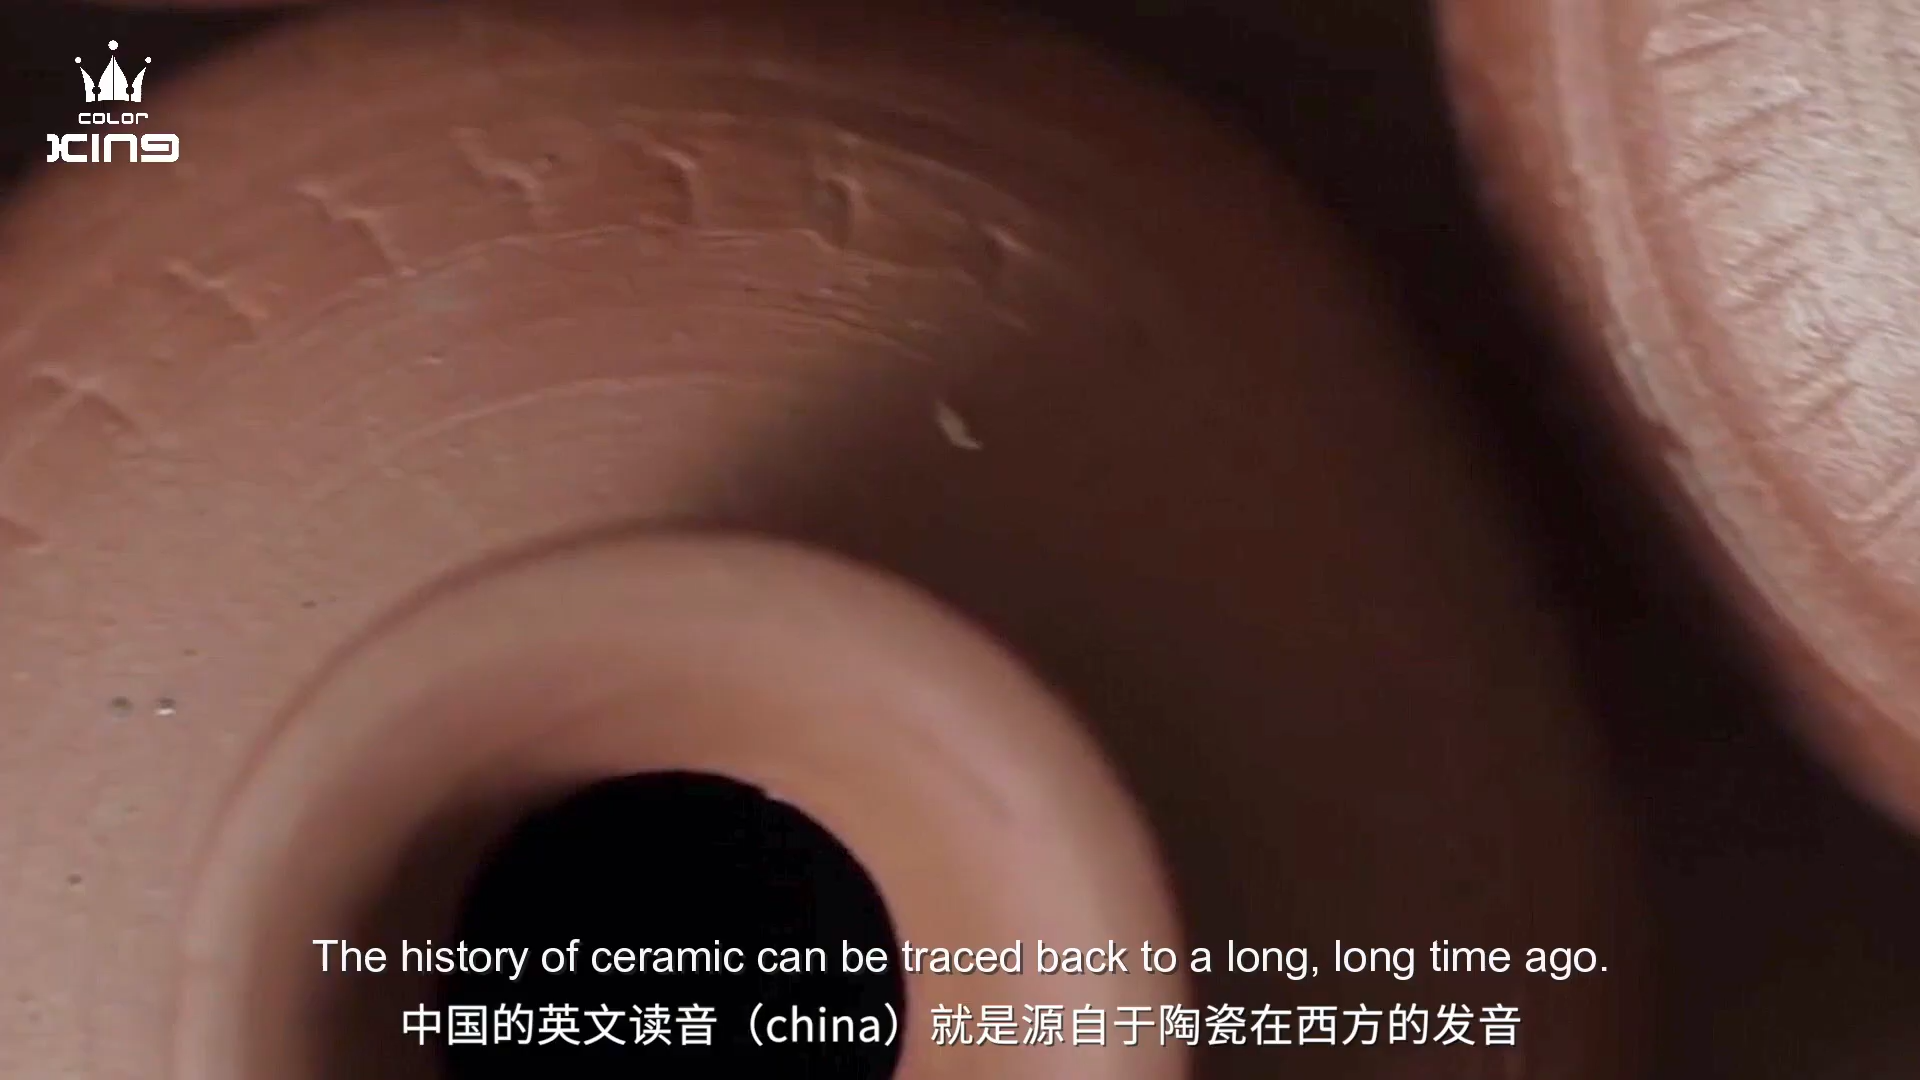 COLOR
XING
The history of ceramic can be traced back to a long, long time ago.
中国的英文读音（china）就是源自于陶瓷在西方的发音